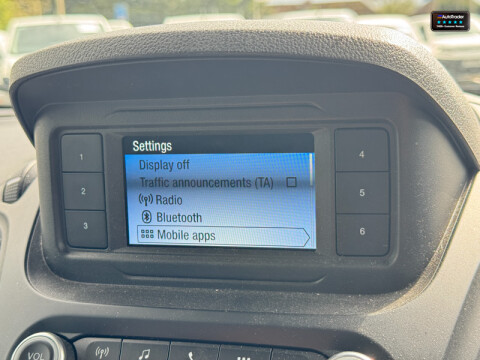 AutoTrader
Settings
Display off
Traffic announcements (TA)
Radio
Bluetooth
Mobile apps
1
2
3
4
5
6
VOL